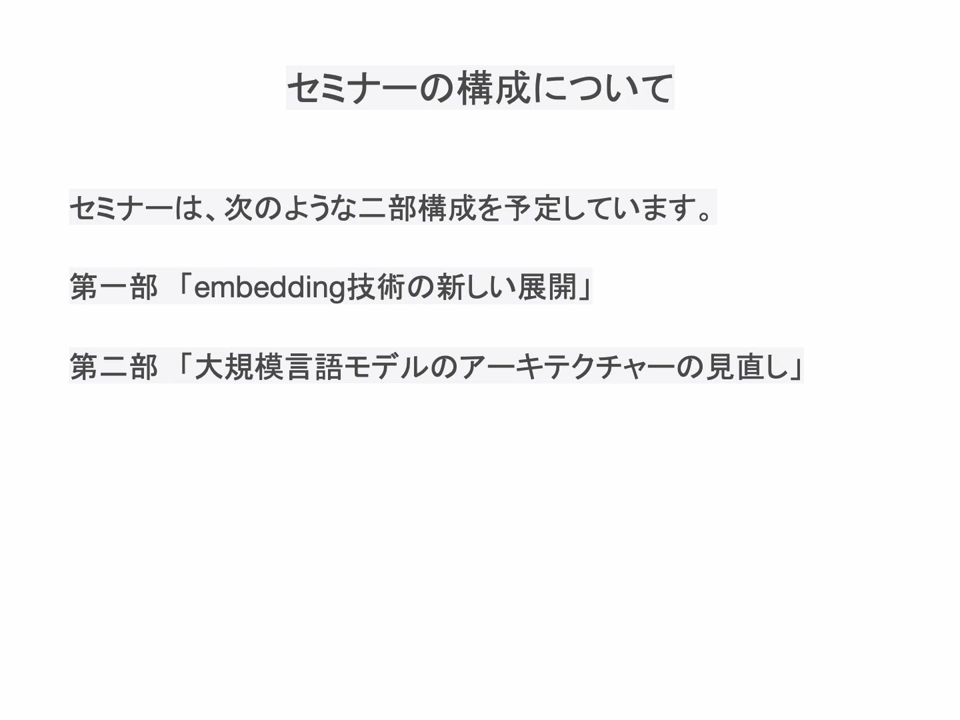 セミナーの構成について
セミナーは、次のような二部構成を予定しています。
第一部　「embedding技術の新しい展開」
第二部　「大規模言語モデルのアーキテクチャーの見直し」